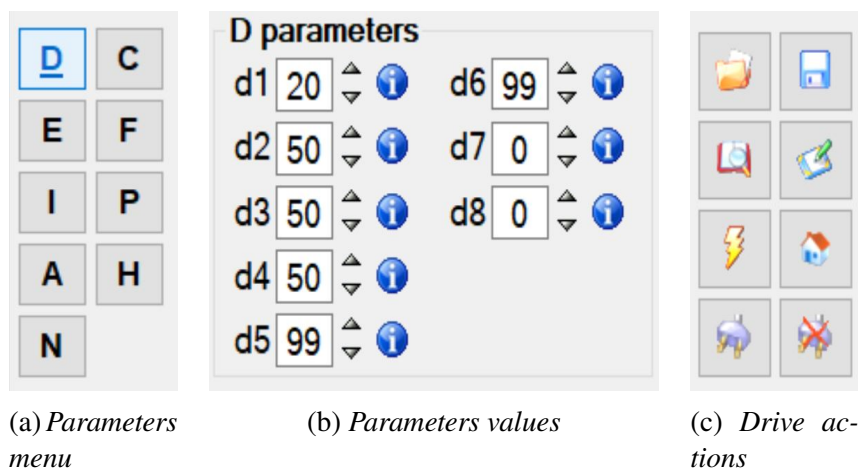 D C
E F
I P
A H
N
D parameters
d1 20 d6 99
d2 50 d7 0
d3 50 d8 0
d4 50
d5 99
(a) Parameters
menu
(b) Parameters values
(c) Drive ac-
tions